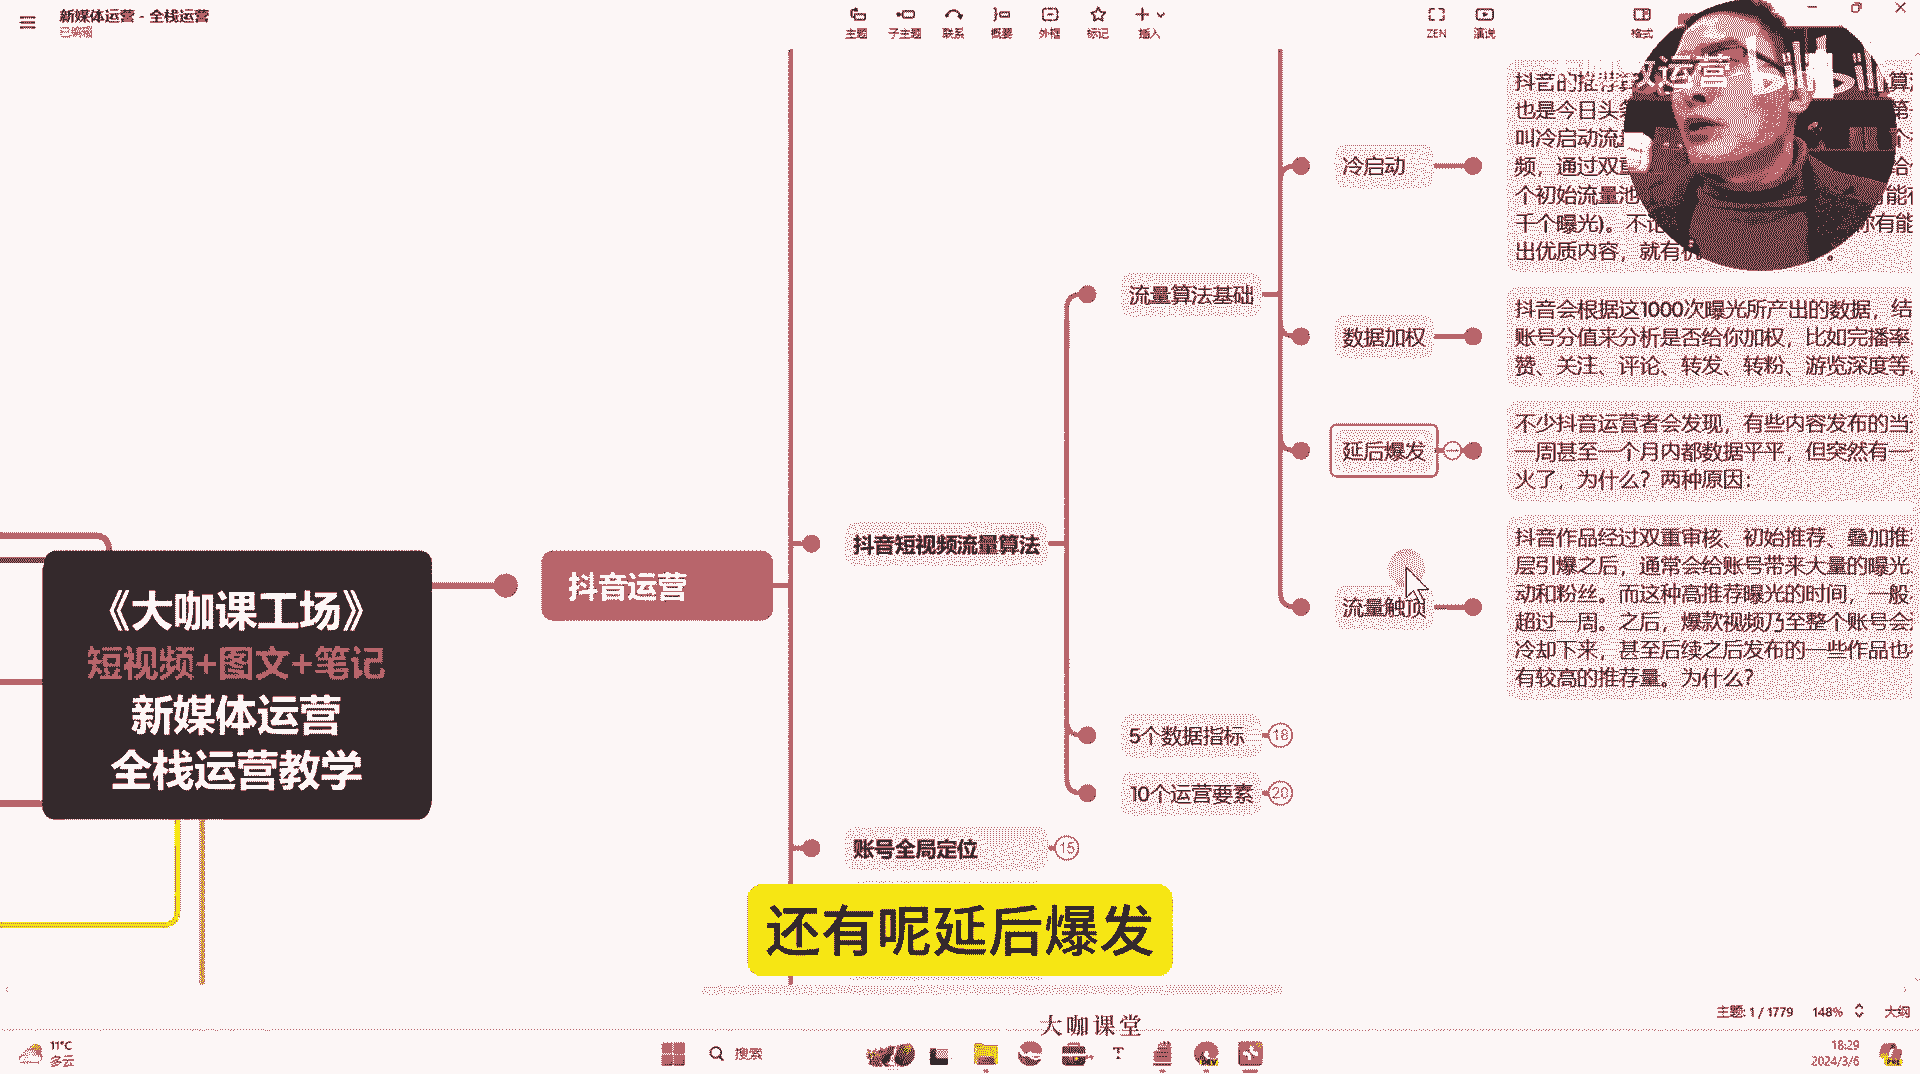 新媒体运营 - 全栈运营
已编辑
主题
子主题
联系
概要
外框
标记
插入
ZEN
演说
格式
《大咖课工场》
短视频+图文+笔记
新媒体运营
全栈运营教学
抖音运营
抖音短视频流量算法
账号全局定位
15
流量算法基础
5个数据指标
18
10个运营要素
20
冷启动
数据加权
延后爆发
流量触顶
抖音的推荐
也是今日头
叫冷启动流
频，通过双
个初始流量池
千个曝光)。不
出优质内容，就有
抖音会根据这1000次曝光所产出的数据，结
账号分值来分析是否给你加权，比如完播率
赞、关注、评论、转发、转粉、游览深度等
不少抖音运营者会发现，有些内容发布的当
一周甚至一个月内都数据平平，但突然有一
火了，为什么？两种原因：
抖音作品经过双重审核、初始推荐、叠加推
层引爆之后，通常会给账号带来大量的曝光
动和粉丝。而这种高推荐曝光的时间，一般
超过一周。之后，爆款视频乃至整个账号会
冷却下来，甚至后续之后发布的一些作品也
有较高的推荐量。为什么？
还有呢延后爆发
主题: 1 / 1779
148%
大纲
大咖课堂
11°C
多云
搜索
18:29
2024/3/6